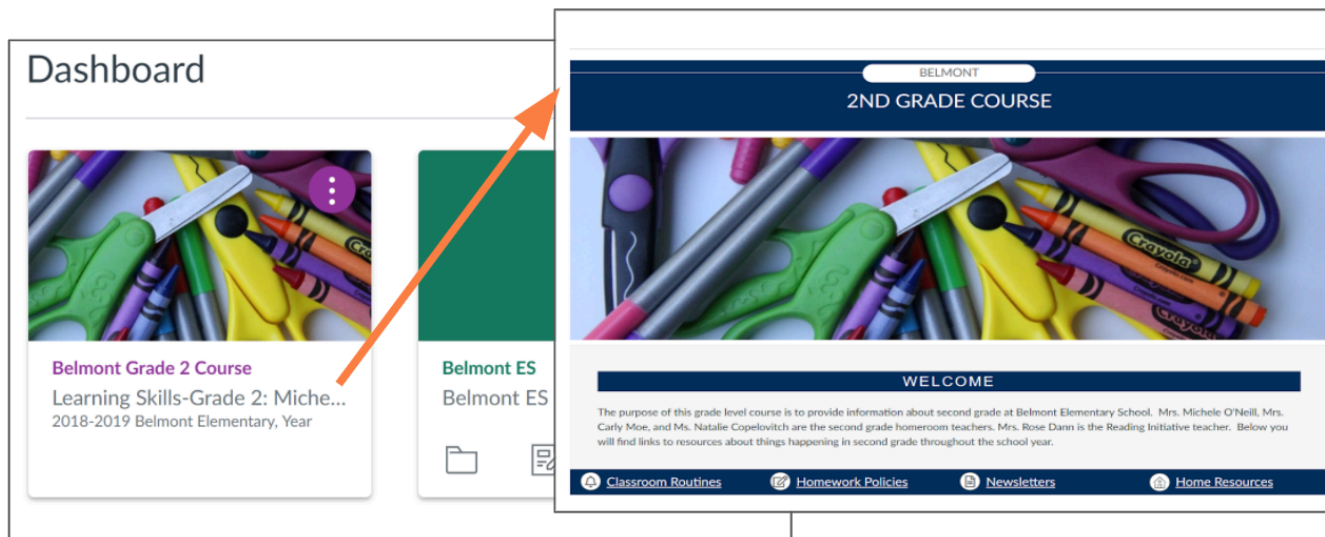 Dashboard
Belmont Grade 2 Course
Learning Skills-Grade 2: Miche...
2018-2019 Belmont Elementary, Year
Belmont ES
Belmont ES
BELMONT
2ND GRADE COURSE
Crayola
Crayola
WELCOME
The purpose of this grade level course is to provide information about second grade at Belmont Elementary School. Mrs. Michele O'Neill, Mrs.
Carly Moe, and Ms. Natalie Copelovitch are the second grade homeroom teachers. Mrs. Rose Dann is the Reading Initiative teacher. Below you
will find links to resources about things happening in second grade throughout the school year.
Classroom Routines
Homework Policies
Newsletters
Home Resources